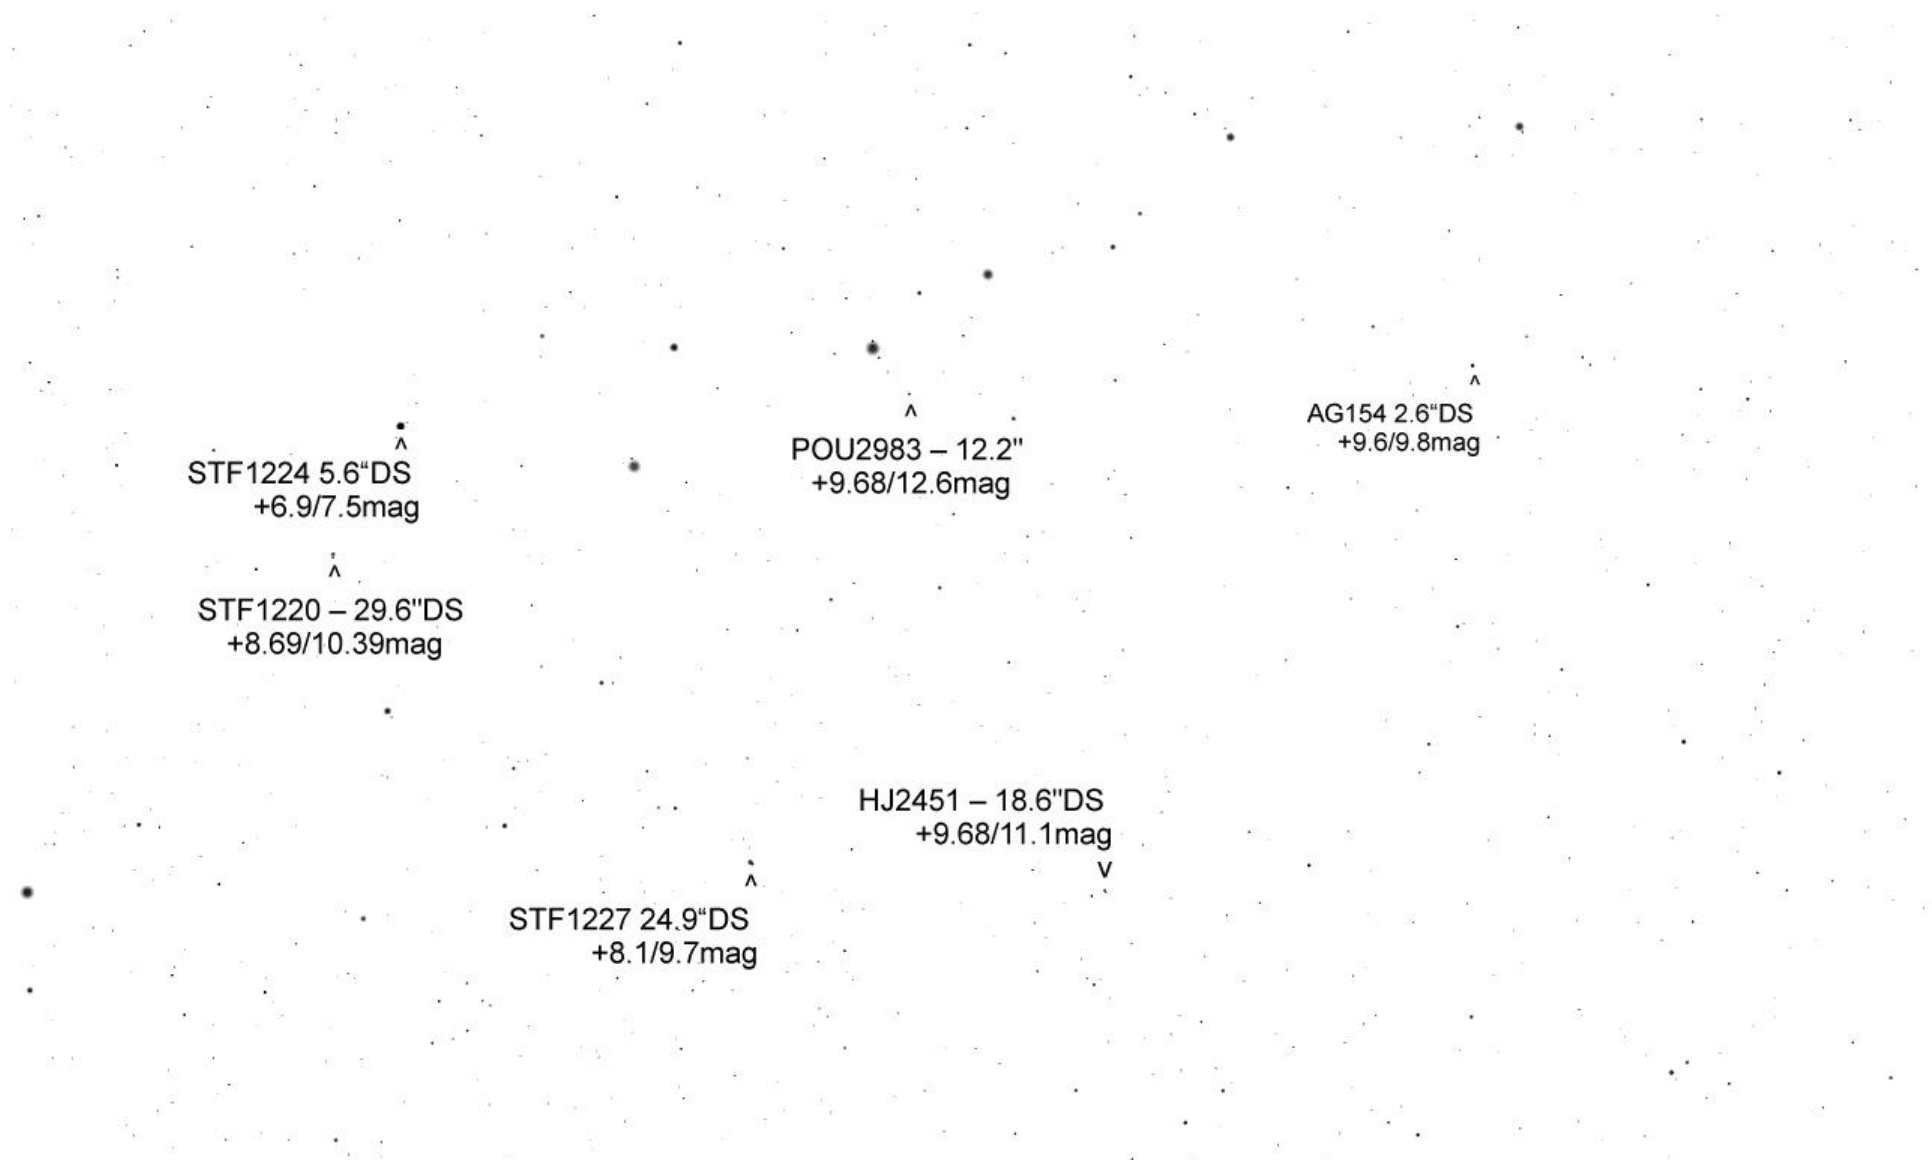 AG154 2.6“DS
+9.6/9.8mag
^
^
^
POU2983 – 12.2"
+9.68/12.6mag
STF1224 5.6“DS
+6.9/7.5mag
^
STF1220 – 29.6"DS
+8.69/10.39mag
HJ2451 – 18.6"DS
+9.68/11.1mag
v
^
STF1227 24.9“DS
+8.1/9.7mag